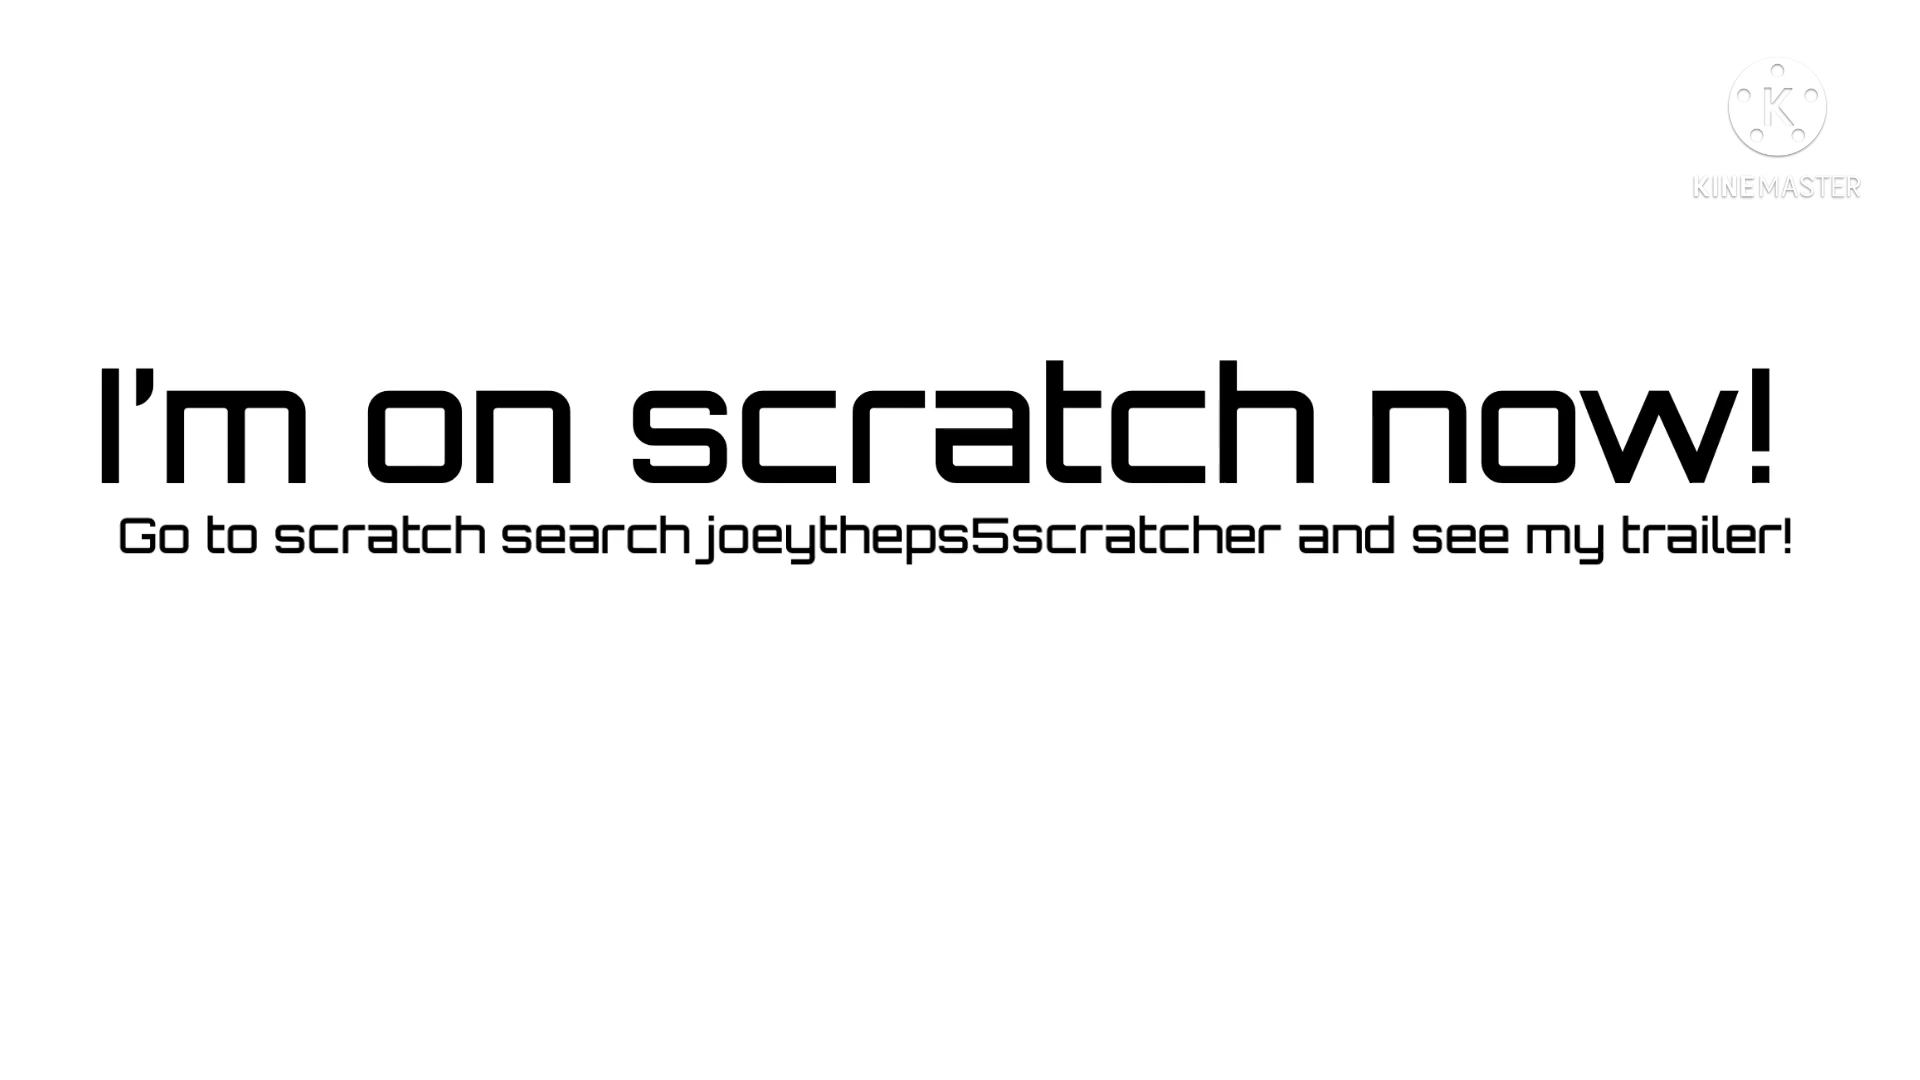 K
KINEMASTER
I'm on scratch now!
Go to scratch search joeytheps5scratcher and see my trailer!